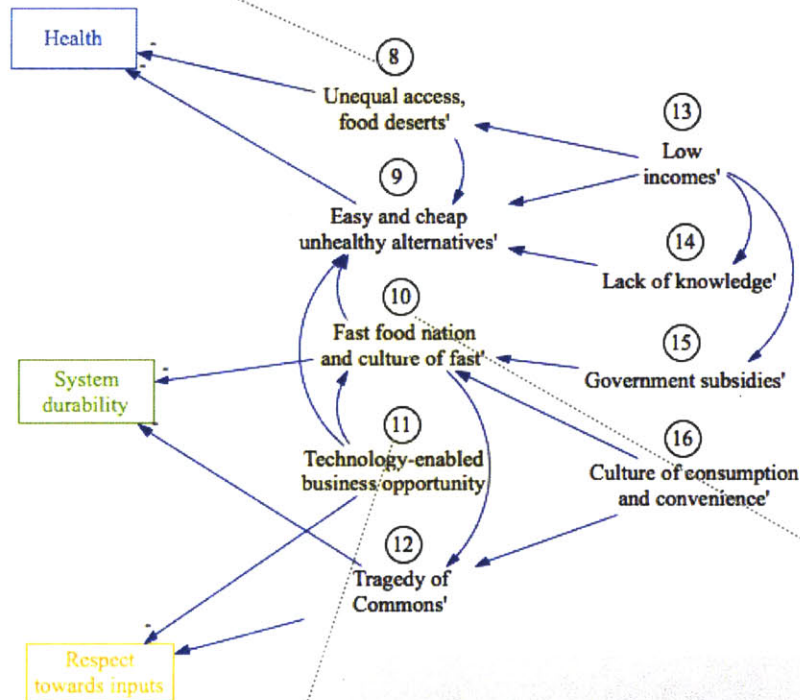 Health
8
Unequal access,
food deserts'
13
Low
incomes'
9
Easy and cheap
unhealthy alternatives'
14
Lack of knowledge'
10
Fast food nation
and culture of fast'
15
Government subsidies'
System
durability
11
Technology-enabled
business opportunity
16
Culture of consumption
and convenience'
12
Tragedy of
Commons'
Respect
towards inputs